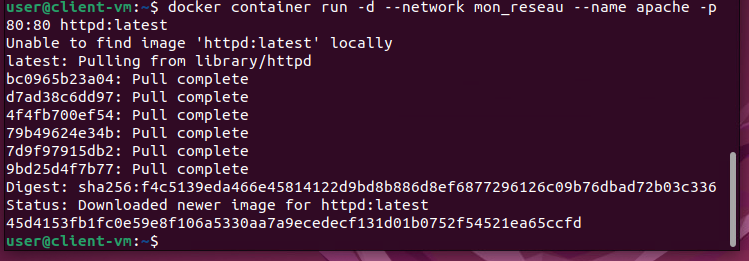 user@client-vm:~$ docker container run -d --network mon_reseau --name apache -p
80:80 httpd:latest
Unable to find image 'httpd:latest' locally
latest: Pulling from library/httpd
bc0965b23a04: Pull complete
d7ad38c6dd97: Pull complete
4f4fb700ef54: Pull complete
79b49624e34b: Pull complete
7d9f97915db2: Pull complete
9bd25d4f7b77: Pull complete
Digest: sha256:f4c5139eda466e45814122d9bd8b886d8ef6877296126c09b76dbad72b03c336
Status: Downloaded newer image for httpd:latest
45d4153fb1fc0e59e8f106a5330aa7a9ecedecf131d01b0752f54521ea65ccfd
user@client-vm:~$